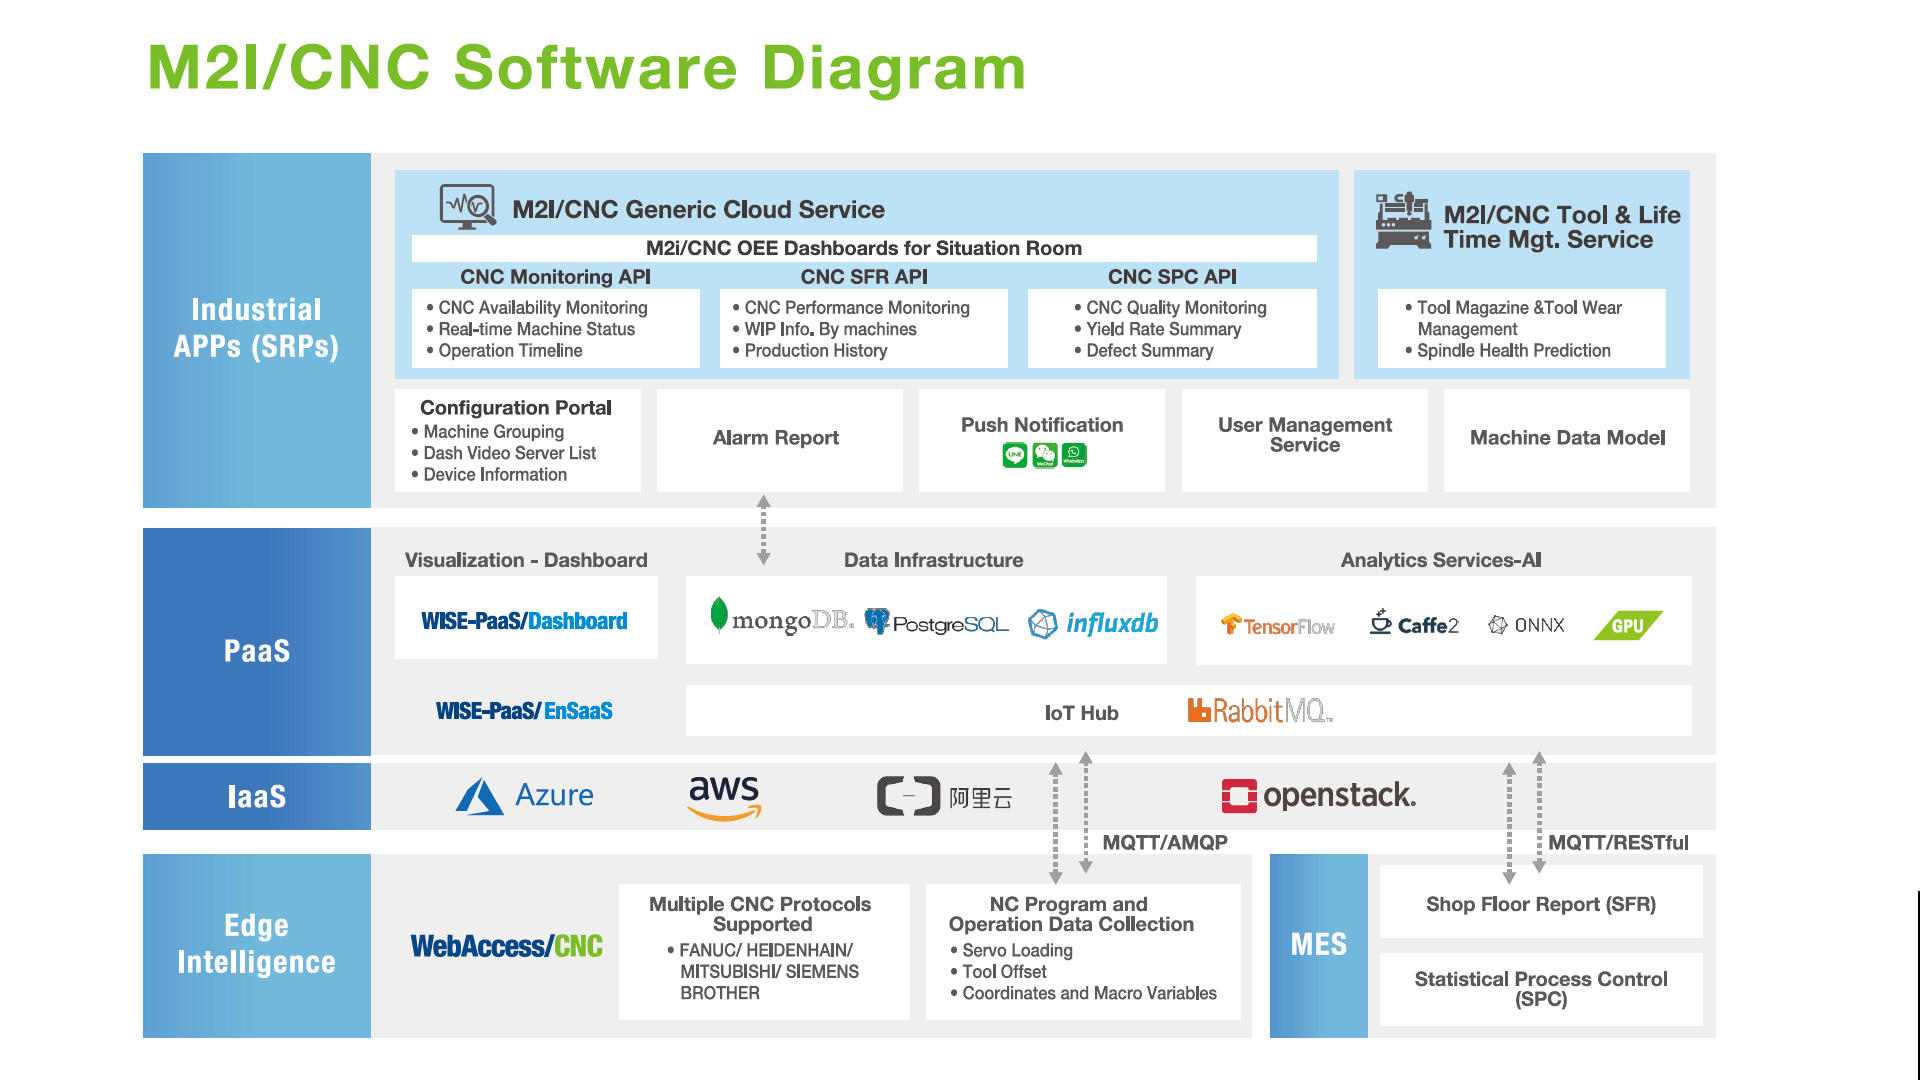 M2I/CNC Software Diagram
Industrial
APPs (SRPs)
M2I/CNC Generic Cloud Service
M2i/CNC OEE Dashboards for Situation Room
CNC Monitoring API
• CNC Availability Monitoring
• Real-time Machine Status
• Operation Timeline
CNC SFR API
• CNC Performance Monitoring
• WIP Info. By machines
• Production History
CNC SPC API
• CNC Quality Monitoring
• Yield Rate Summary
• Defect Summary
M2I/CNC Tool & Life
Time Mgt. Service
• Tool Magazine &Tool Wear
Management
• Spindle Health Prediction
Configuration Portal
• Machine Grouping
• Dash Video Server List
• Device Information
Alarm Report
Push Notification
LINE
WeChat
WhatsApp
User Management
Service
Machine Data Model
PaaS
Visualization - Dashboard
WISE-PaaS/Dashboard
WISE-PaaS/EnSaaS
Data Infrastructure
mongoDB.
PostgreSQL
influxdb
Analytics Services-AI
TensorFlow
Caffe2
ONNX
GPU
IoT Hub
RabbitMQ™
IaaS
Azure
aws
阿里云
openstack.
MQTT/AMQP
MQTT/RESTful
Edge
Intelligence
WebAccess/CNC
Multiple CNC Protocols
Supported
• FANUC/ HEIDENHAIN/
MITSUBISHI/ SIEMENS
BROTHER
NC Program and
Operation Data Collection
• Servo Loading
• Tool Offset
• Coordinates and Macro Variables
MES
Shop Floor Report (SFR)
Statistical Process Control
(SPC)